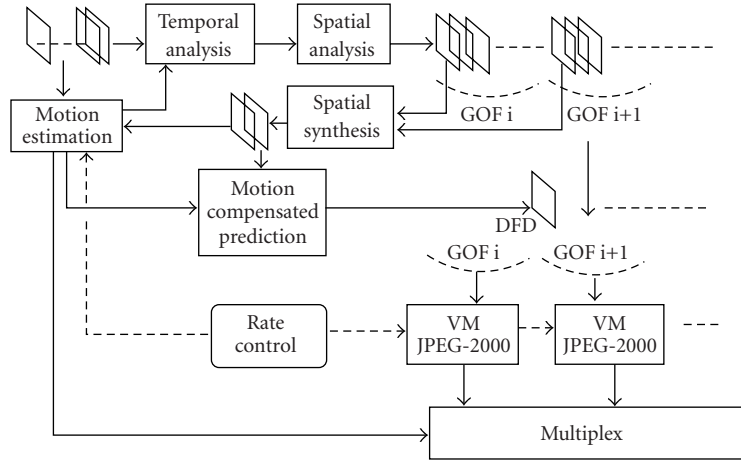 Temporal
analysis
Spatial
analysis
Motion
estimation
Spatial
synthesis
GOF i
GOF i+1
Motion
compensated
prediction
DFD
GOF i
GOF i+1
Rate
control
VM
JPEG-2000
VM
JPEG-2000
Multiplex